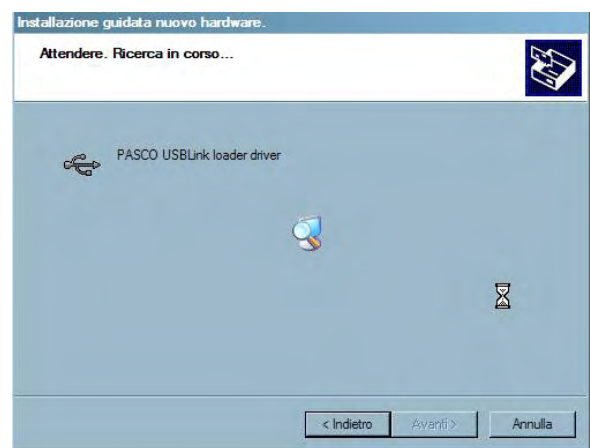 Installazione guidata nuovo hardware.
Attendere. Ricerca in corso...
PASCO USBLink loader driver
< Indietro
Avanti >
Annulla